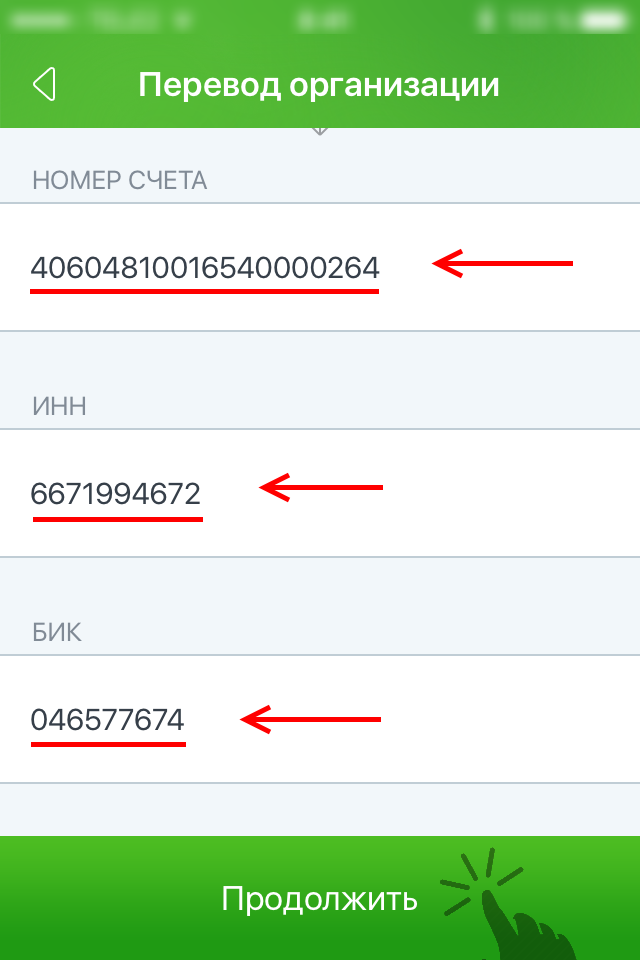 Перевод организации
НОМЕР СЧЕТА
40604810016540000264
ИНН
6671994672
БИК
046577674
Продолжить